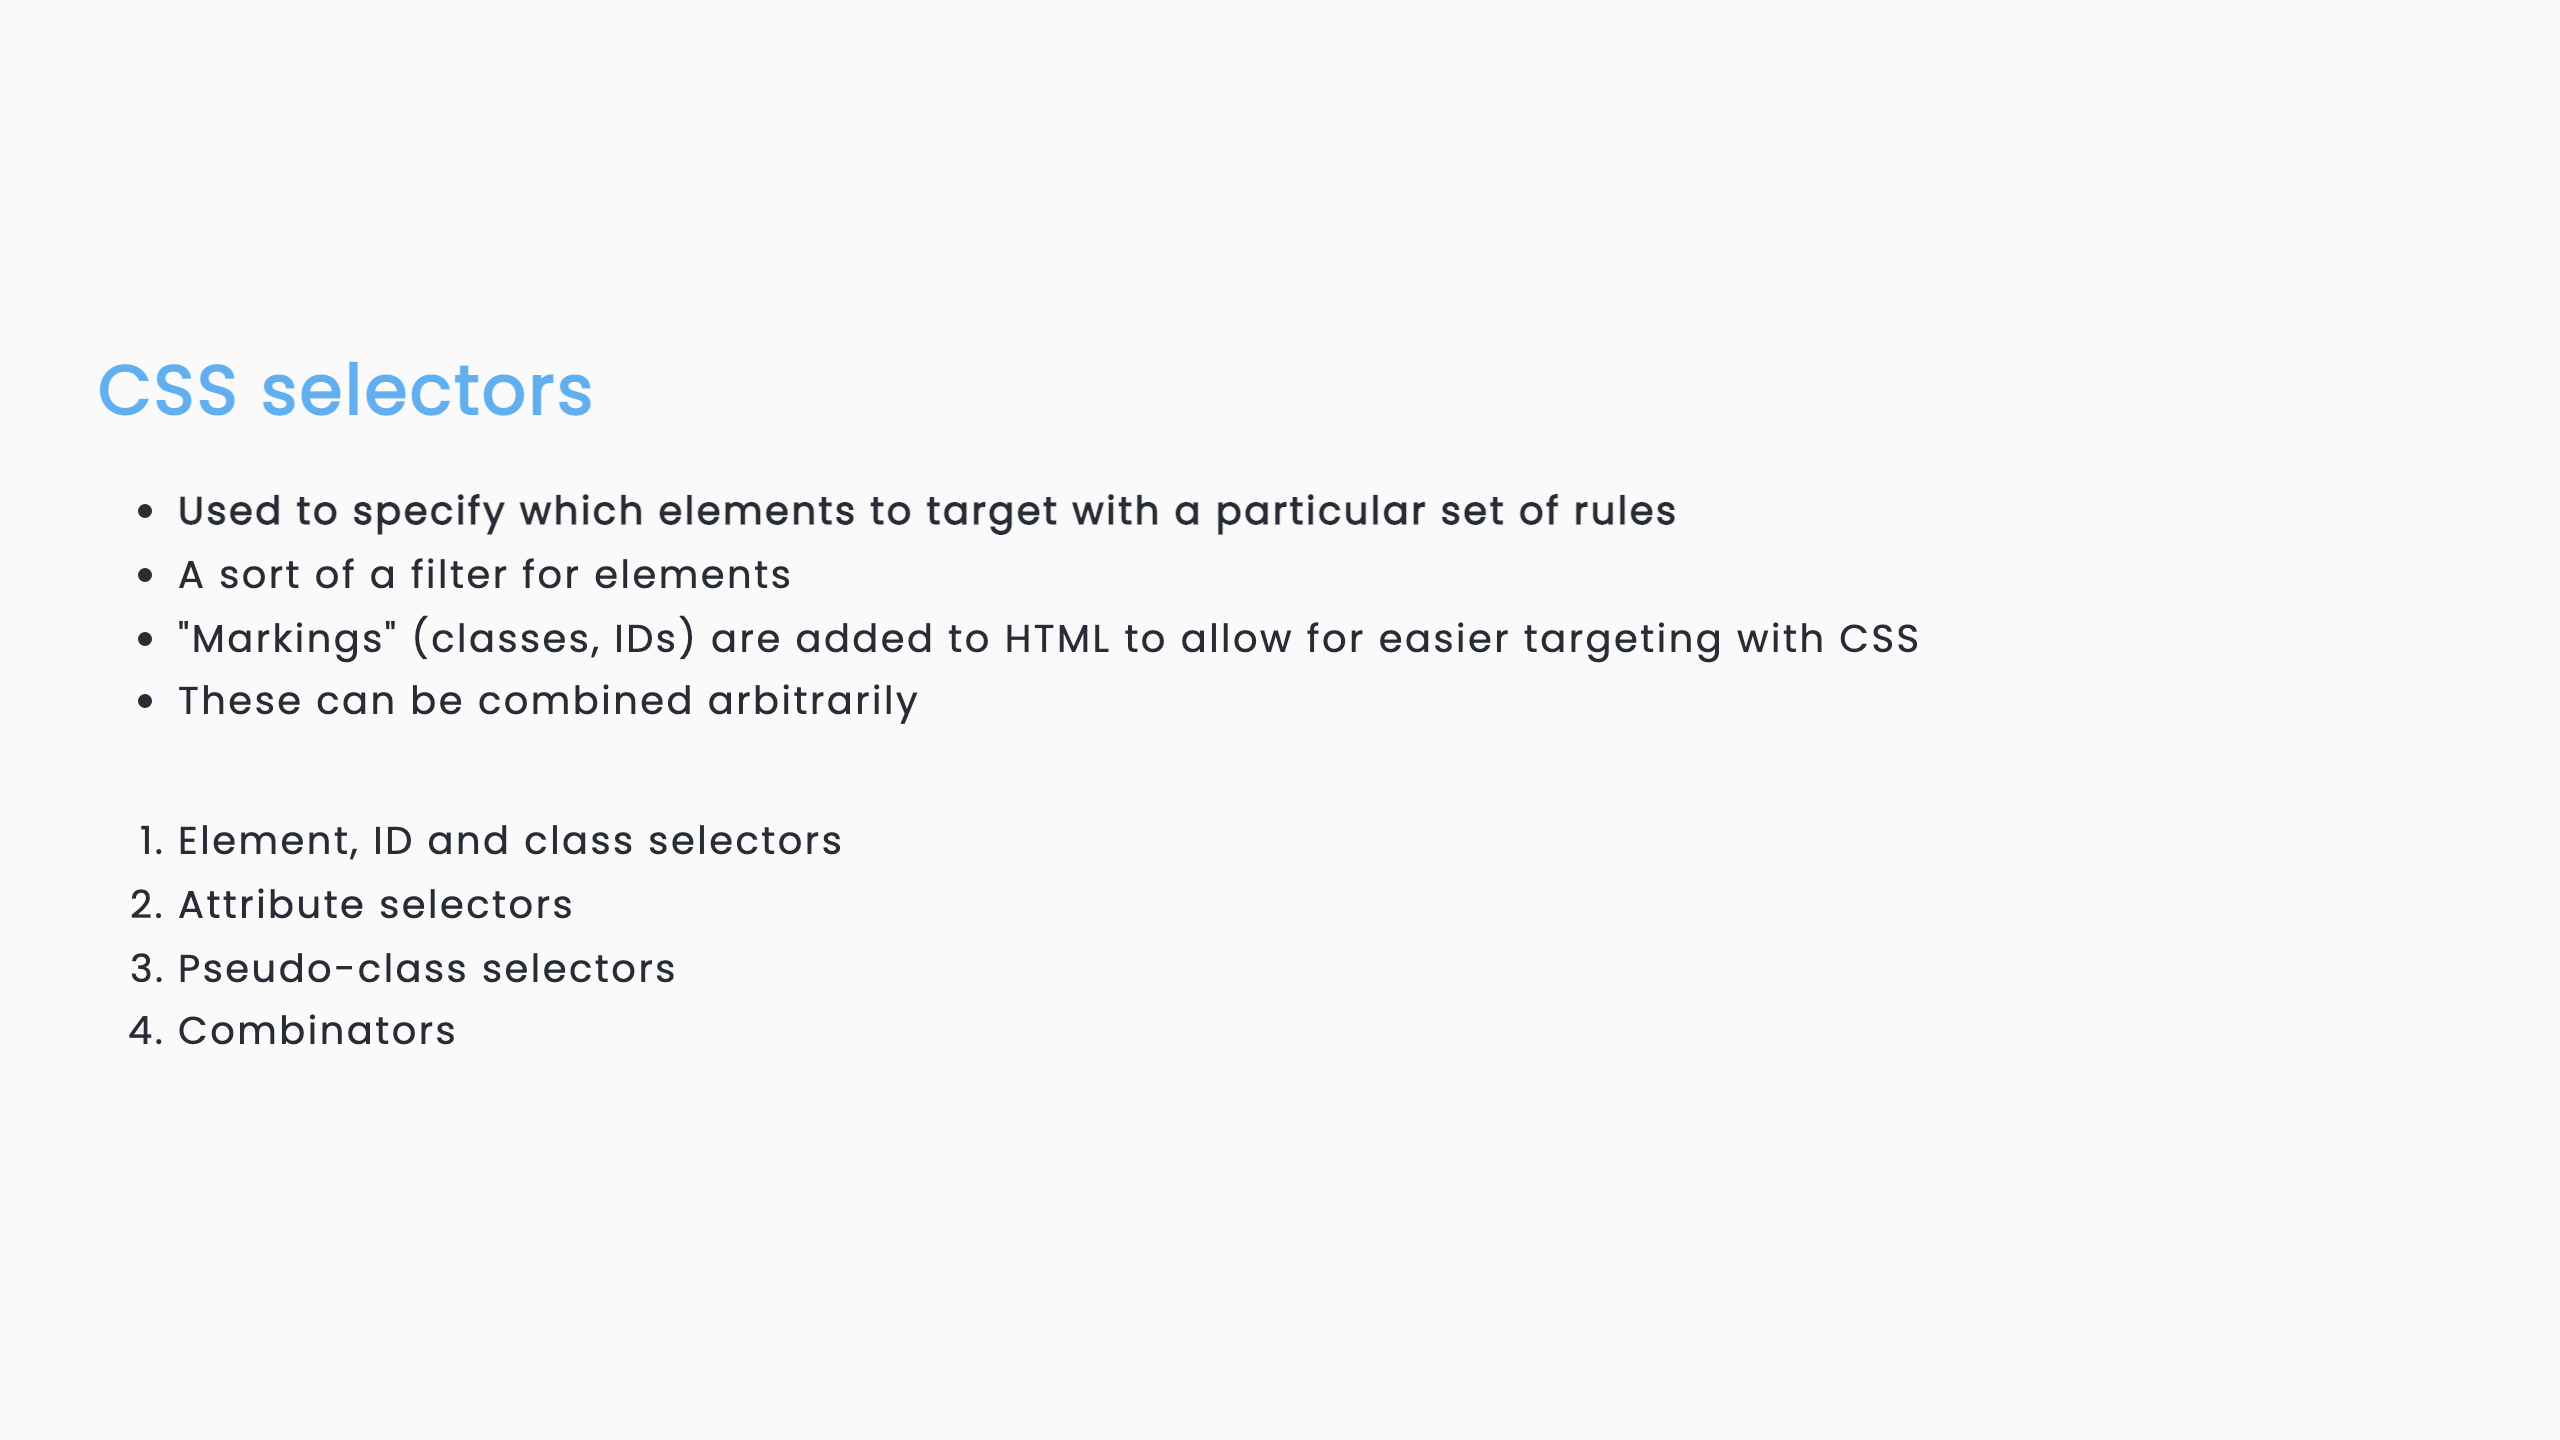 CSS selectors
• Used to specify which elements to target with a particular set of rules
• A sort of a filter for elements
• "Markings" (classes, IDs) are added to HTML to allow for easier targeting with CSS
• These can be combined arbitrarily
1. Element, ID and class selectors
2. Attribute selectors
3. Pseudo-class selectors
4. Combinators